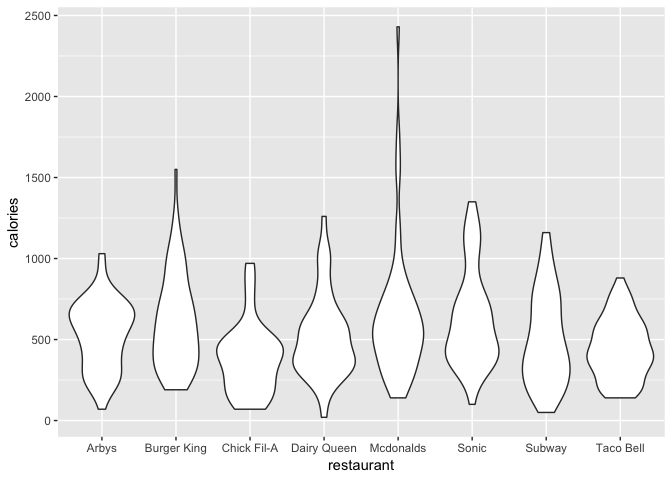 2500
2000
1500
1000
500
0
calories
Arbys Burger King Chick Fil-A Dairy Queen Mcdonalds Sonic Subway Taco Bell
restaurant